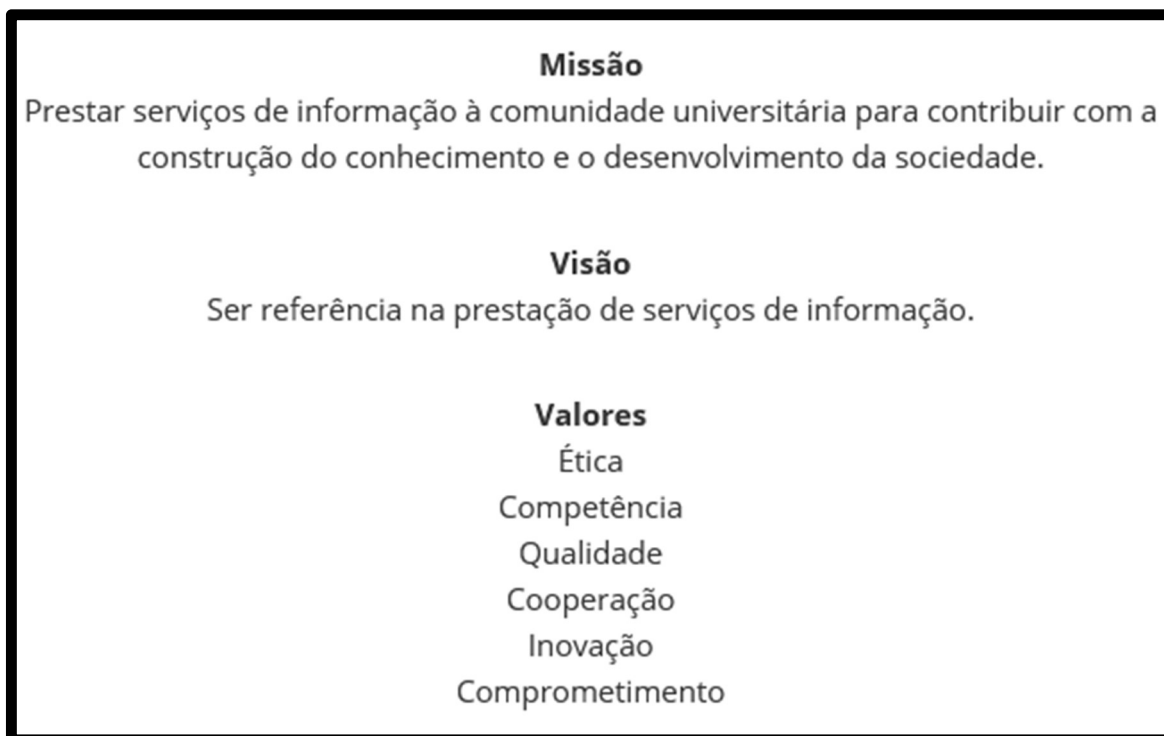 Missão
Prestar serviços de informação à comunidade universitária para contribuir com a
construção do conhecimento e o desenvolvimento da sociedade.
Visão
Ser referência na prestação de serviços de informação.
Valores
Ética
Competência
Qualidade
Cooperação
Inovação
Comprometimento